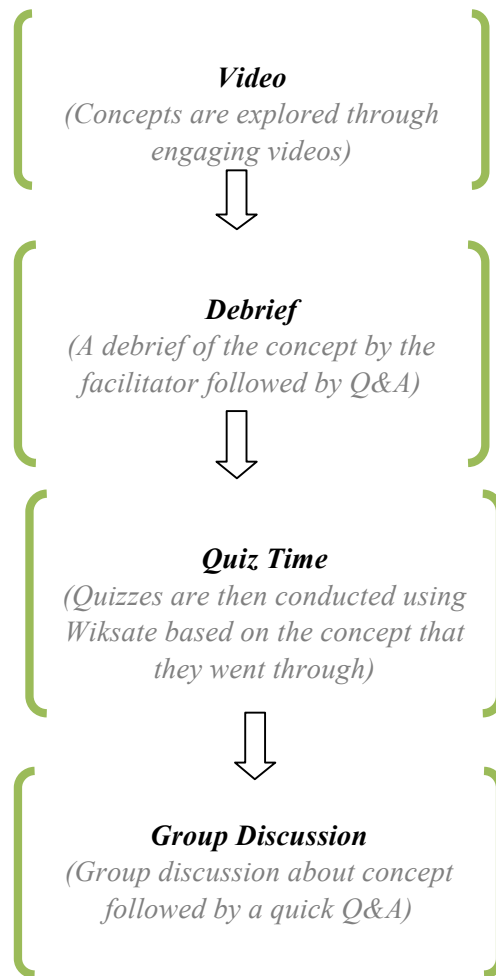 Video
(Concepts are explored through
engaging videos)
Debrief
(A debrief of the concept by the
facilitator followed by Q&A)
Quiz Time
(Quizzes are then conducted using
Wiksate based on the concept that
they went through)
Group Discussion
(Group discussion about concept
followed by a quick Q&A)